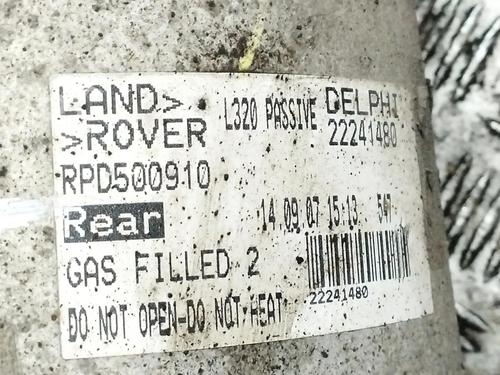 LAND> L320 PASSIVE DELPHI
>ROVER 22241480
RPD500910
Rear 14.09.07 15:13
GAS FILLED 2
22241480
DO NOT OPEN-DO NOT HEAT